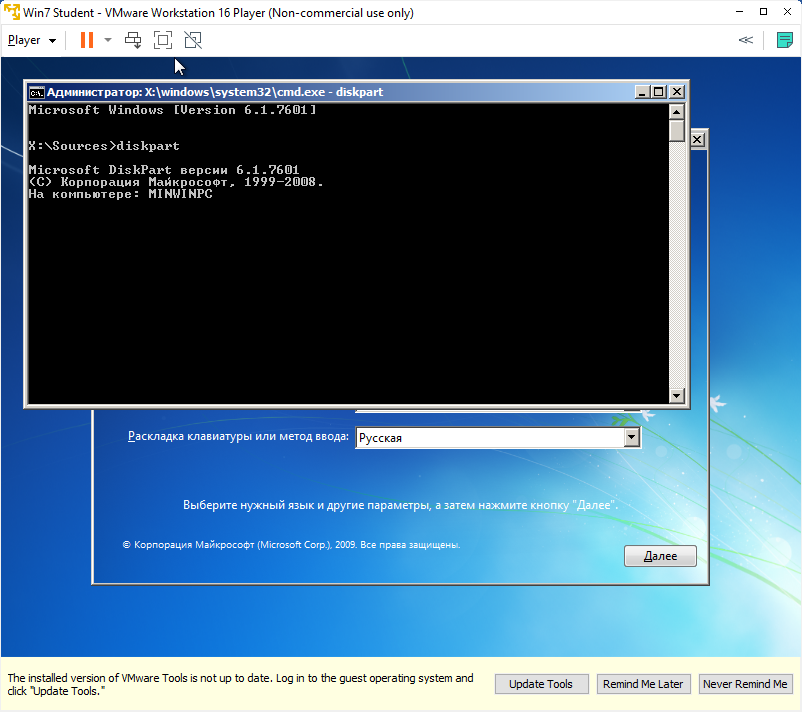 Win7 Student - VMware Workstation 16 Player (Non-commercial use only)
Player
Администратор: X:\windows\system32\cmd.exe - diskpart
Microsoft Windows [Version 6.1.7601]
X:\Sources>diskpart
Microsoft DiskPart версии 6.1.7601
(C) Корпорация Майкрософт, 1999-2008.
На компьютере: MINWINPC
Раскладка клавиатуры или метод ввода: Русская
Выберите нужный язык и другие параметры, а затем нажмите кнопку "Далее".
© Корпорация Майкрософт (Microsoft Corp.), 2009. Все права защищены.
Далее
The installed version of VMware Tools is not up to date. Log in to the guest operating system and
click "Update Tools."
Update Tools
Remind Me Later
Never Remind Me